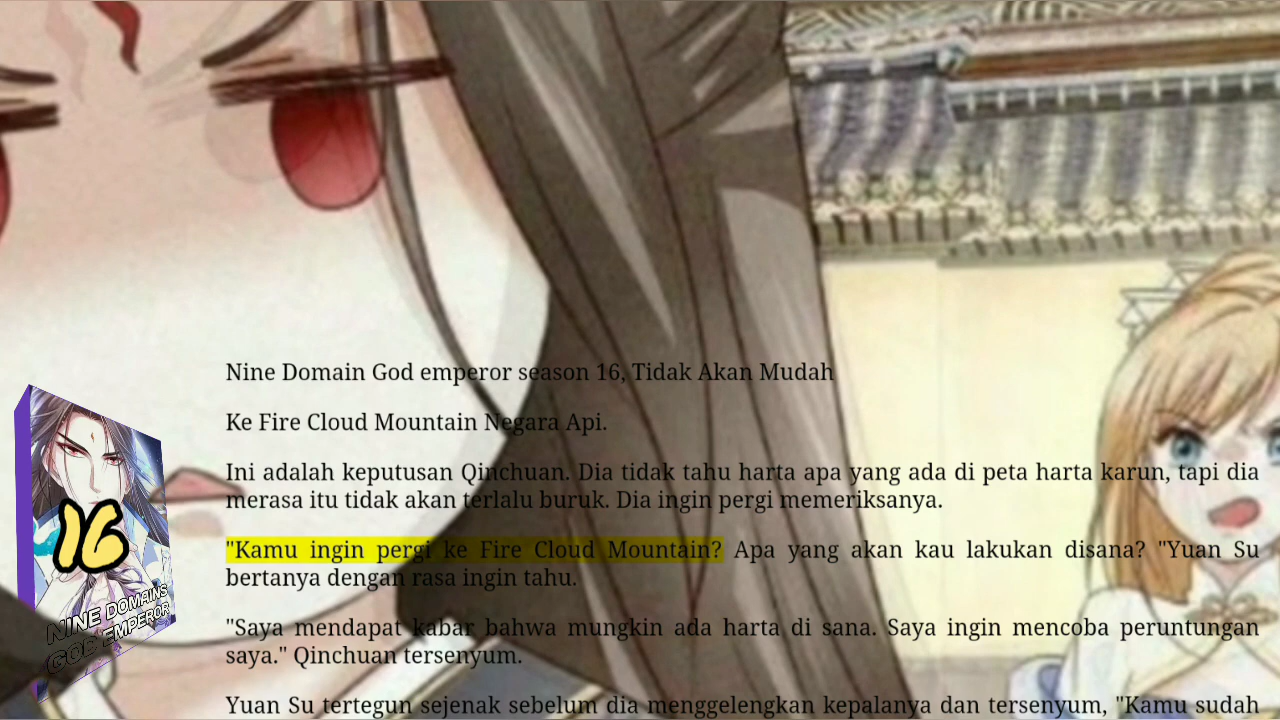 Nine Domain God emperor season 16, Tidak Akan Mudah
Ke Fire Cloud Mountain Negara Api.
Ini adalah keputusan Qinchuan. Dia tidak tahu harta apa yang ada di peta harta karun, tapi dia
merasa itu tidak akan terlalu buruk. Dia ingin pergi memeriksanya.
"Kamu ingin pergi ke Fire Cloud Mountain? Apa yang akan kau lakukan disana? "Yuan Su
bertanya dengan rasa ingin tahu.
"Saya mendapat kabar bahwa mungkin ada harta di sana. Saya ingin mencoba peruntungan
saya." Qinchuan tersenyum.
Yuan Su tertegun sejenak sebelum dia menggelengkan kepalanya dan tersenyum, "Kamu sudah
16
NINE DOMAINS
GOD EMPEROR